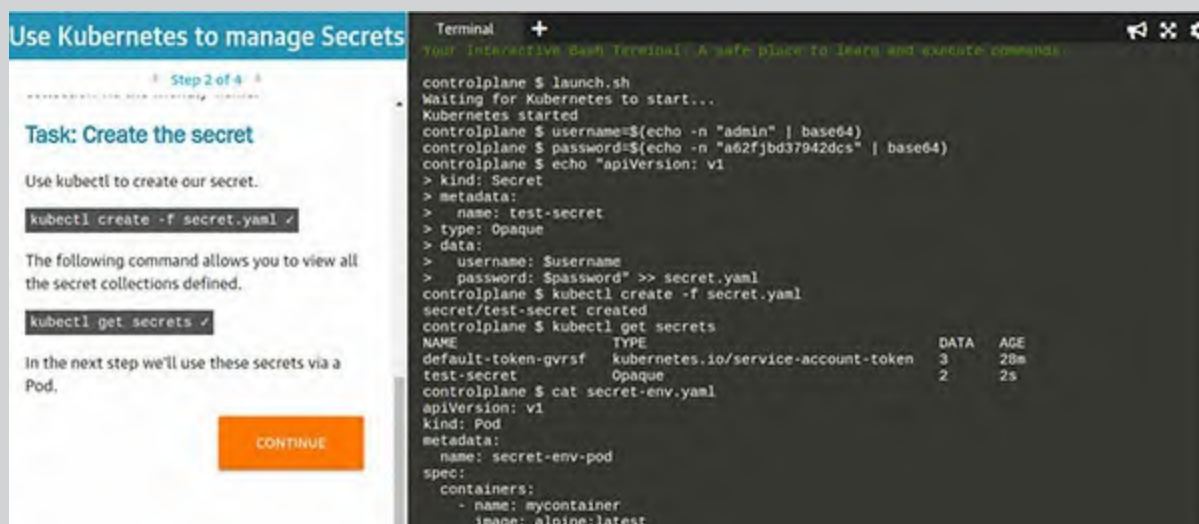 Use Kubernetes to manage Secrets
Step 2 of 4
Task: Create the secret
Use kubectl to create our secret.
kubectl create -f secret.yaml ✓
The following command allows you to view all
the secret collections defined.
kubectl get secrets ✓
In the next step we'll use these secrets via a
Pod.
CONTINUE
Terminal +
Your Interactive Bash Terminal. A safe place to learn and execute commands.
controlplane $ launch.sh
Waiting for Kubernetes to start...
Kubernetes started
controlplane $ username=$(echo -n "admin" | base64)
controlplane $ password=$(echo -n "a62fjbd37942dcs" | base64)
controlplane $ echo "apiVersion: v1
> kind: Secret
> metadata:
>   name: test-secret
> type: Opaque
> data:
>   username: $username
>   password: $password" >> secret.yaml
controlplane $ kubectl create -f secret.yaml
secret/test-secret created
controlplane $ kubectl get secrets
NAME TYPE DATA AGE
default-token-gvrsf kubernetes.io/service-account-token 3 28m
test-secret Opaque 2 2s
controlplane $ cat secret-env.yaml
apiVersion: v1
kind: Pod
metadata:
  name: secret-env-pod
spec:
  containers:
    - name: mycontainer
      image: alpine:latest